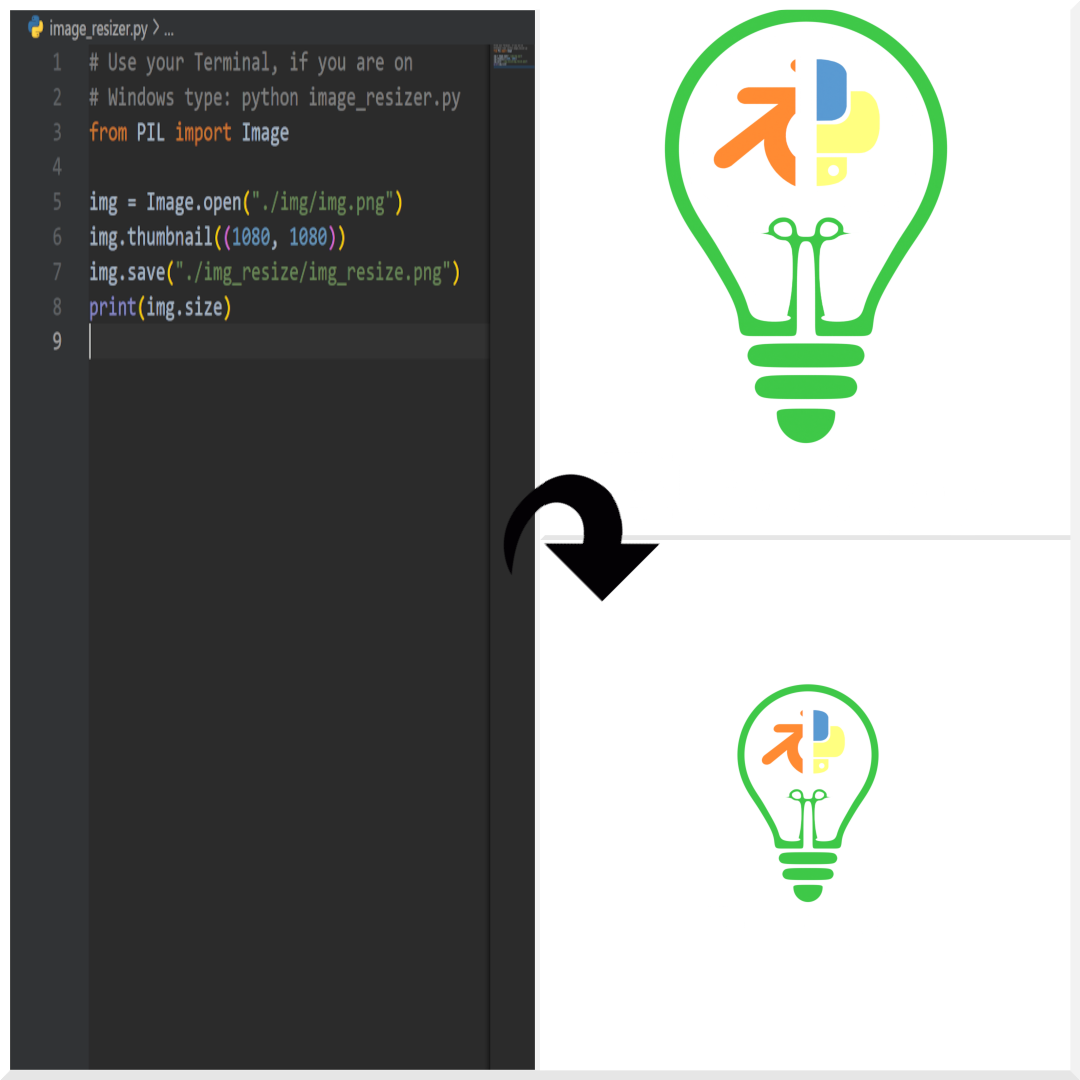 image_resizer.py > ...
1 # Use your Terminal, if you are on
2 # Windows type: python image_resizer.py
3 from PIL import Image
4
5 img = Image.open("./img/img.png")
6 img.thumbnail((1080, 1080))
7 img.save("./img_resize/img_resize.png")
8 print(img.size)
9